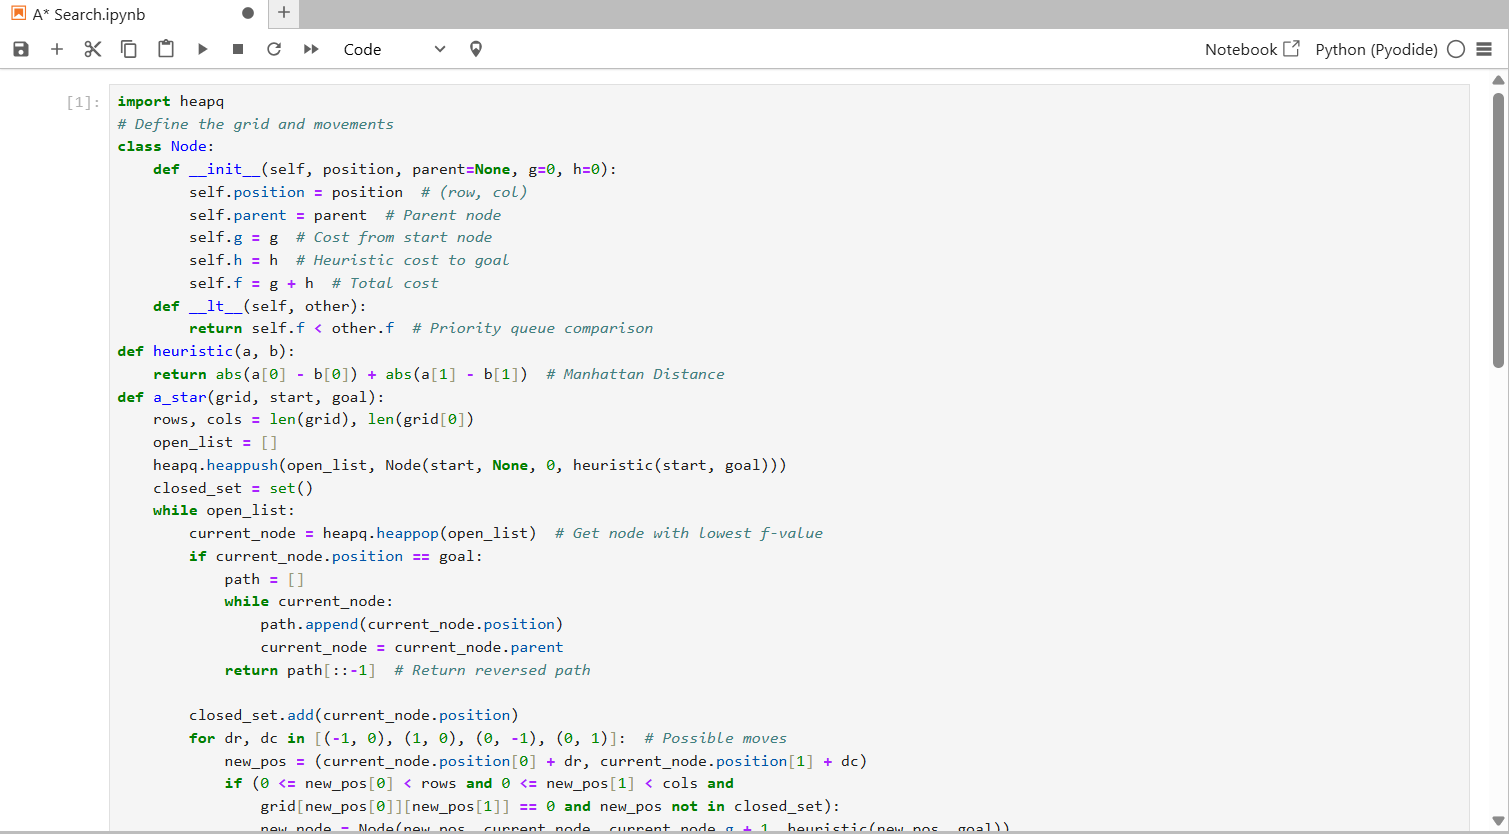 A* Search.ipynb
Code
Notebook
Python (Pyodide)
[1]:
import heapq
# Define the grid and movements
class Node:
    def __init__(self, position, parent=None, g=0, h=0):
        self.position = position  # (row, col)
        self.parent = parent  # Parent node
        self.g = g  # Cost from start node
        self.h = h  # Heuristic cost to goal
        self.f = g + h  # Total cost
    def __lt__(self, other):
        return self.f < other.f  # Priority queue comparison
def heuristic(a, b):
    return abs(a[0] - b[0]) + abs(a[1] - b[1])  # Manhattan Distance
def a_star(grid, start, goal):
    rows, cols = len(grid), len(grid[0])
    open_list = []
    heapq.heappush(open_list, Node(start, None, 0, heuristic(start, goal)))
    closed_set = set()
    while open_list:
        current_node = heapq.heappop(open_list)  # Get node with lowest f-value
        if current_node.position == goal:
            path = []
            while current_node:
                path.append(current_node.position)
                current_node = current_node.parent
            return path[::-1]  # Return reversed path

        closed_set.add(current_node.position)
        for dr, dc in [(-1, 0), (1, 0), (0, -1), (0, 1)]:  # Possible moves
            new_pos = (current_node.position[0] + dr, current_node.position[1] + dc)
            if (0 <= new_pos[0] < rows and 0 <= new_pos[1] < cols and
                grid[new_pos[0]][new_pos[1]] == 0 and new_pos not in closed_set):
                new_node = Node(new_pos, current_node, current_node.g + 1, heuristic(new_pos, goal))